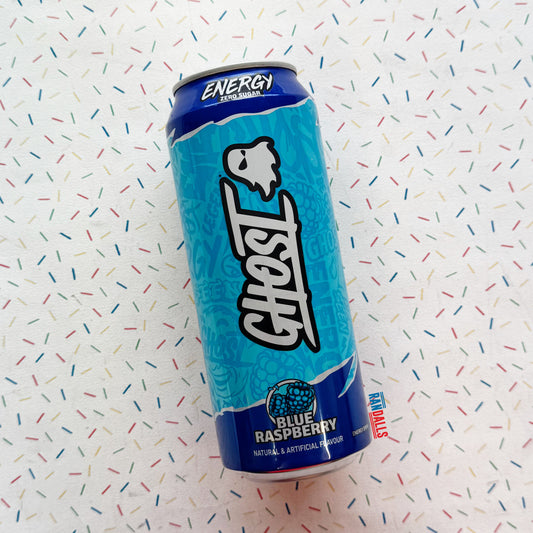 ENERGY
ZERO SUGAR
GHOST
BLUE
RASPBERRY
NATURAL & ARTIFICIAL FLAVOUR
RANDALLS